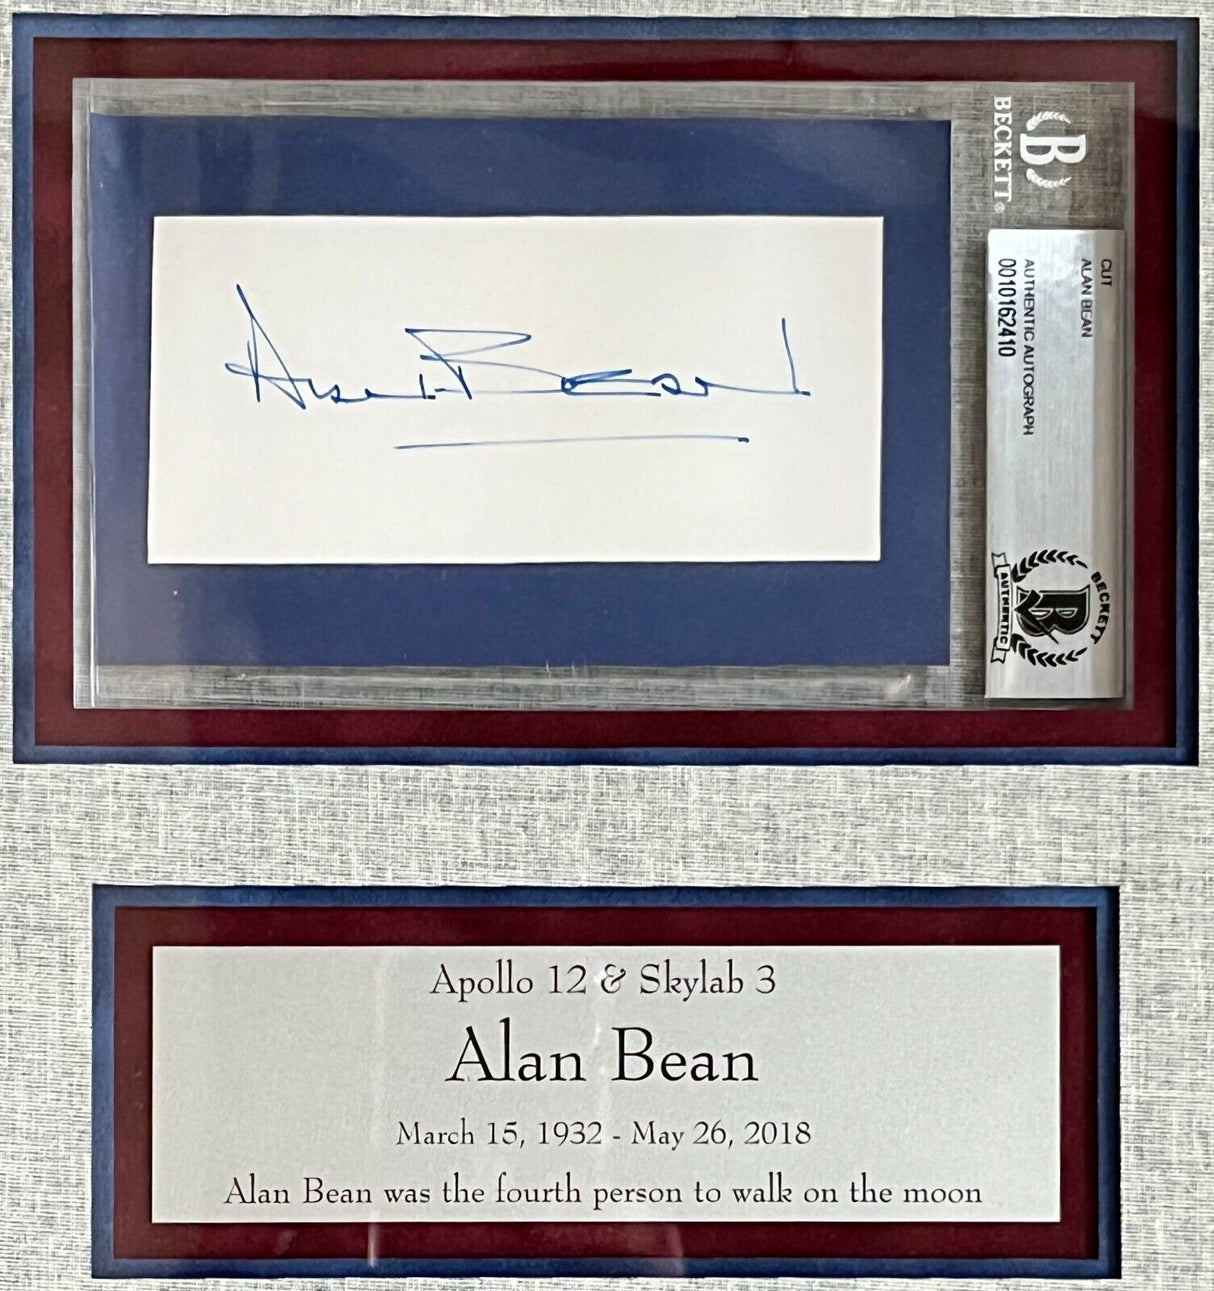 Alan Bean
BECKETT
B
CUT
ALAN BEAN
AUTHENTIC AUTOGRAPH
0010162410
BECKETT
B
AUTHENTIC
Apollo 12 & Skylab 3
Alan Bean
March 15, 1932 - May 26, 2018
Alan Bean was the fourth person to walk on the moon